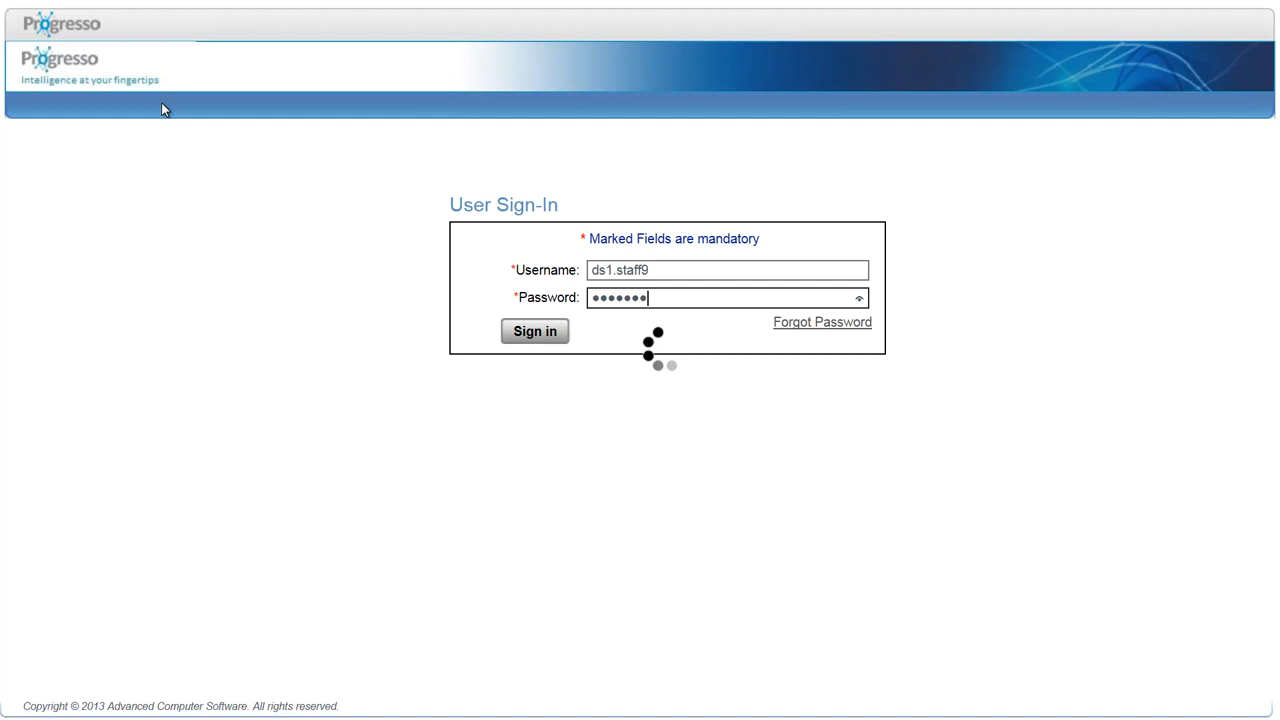 Progresso
Progresso
Intelligence at your fingertips
User Sign-In
* Marked Fields are mandatory
*Username: ds1.staff9
*Password: •••••••
Forgot Password
Sign in
Copyright © 2013 Advanced Computer Software. All rights reserved.